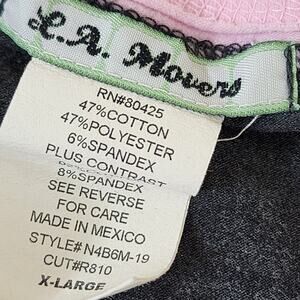 L.A. Movers
RN#80425
47%COTTON
47%POLYESTER
6%SPANDEX
PLUS CONTRAST
8%SPANDEX
SEE REVERSE
FOR CARE
MADE IN MEXICO
STYLE# N4B6M-19
CUT#R810
X-LARGE